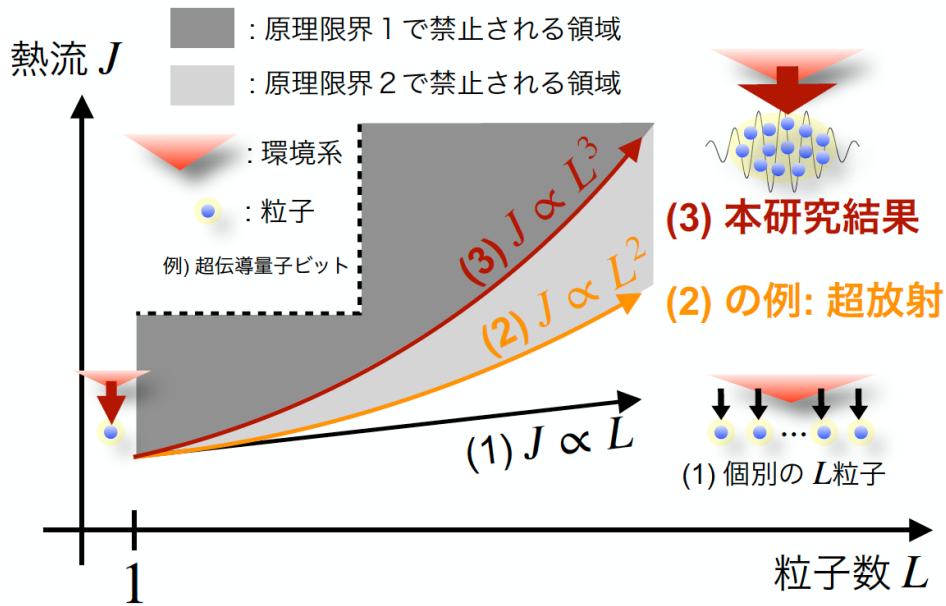 熱流 J
: 原理限界1で禁止される領域
: 原理限界2で禁止される領域
: 環境系
: 粒子
例) 超伝導量子ビット
(3) J ∝ L³
(2) J ∝ L²
(1) J ∝ L
(3) 本研究結果
(2) の例: 超放射
...
(1) 個別の L粒子
1
粒子数 L